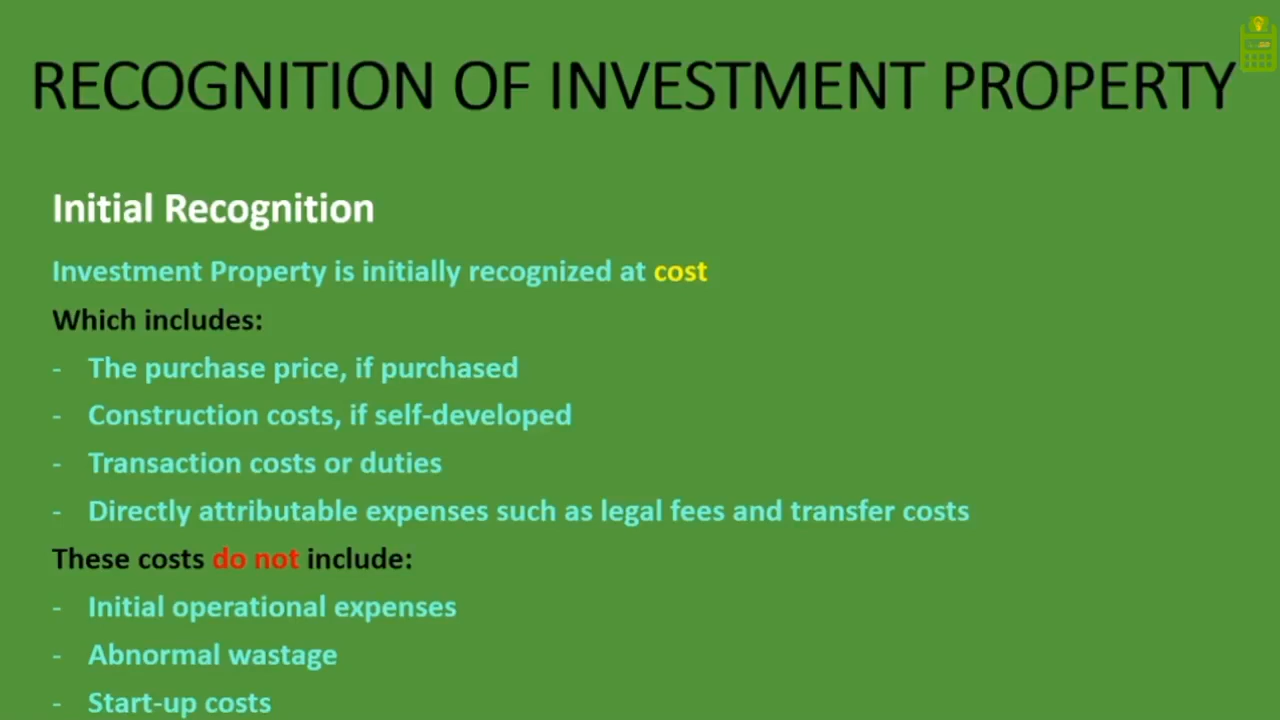 RECOGNITION OF INVESTMENT PROPERTY
Initial Recognition
Investment Property is initially recognized at cost
Which includes:
- The purchase price, if purchased
- Construction costs, if self-developed
- Transaction costs or duties
- Directly attributable expenses such as legal fees and transfer costs
These costs do not include:
- Initial operational expenses
- Abnormal wastage
- Start-up costs